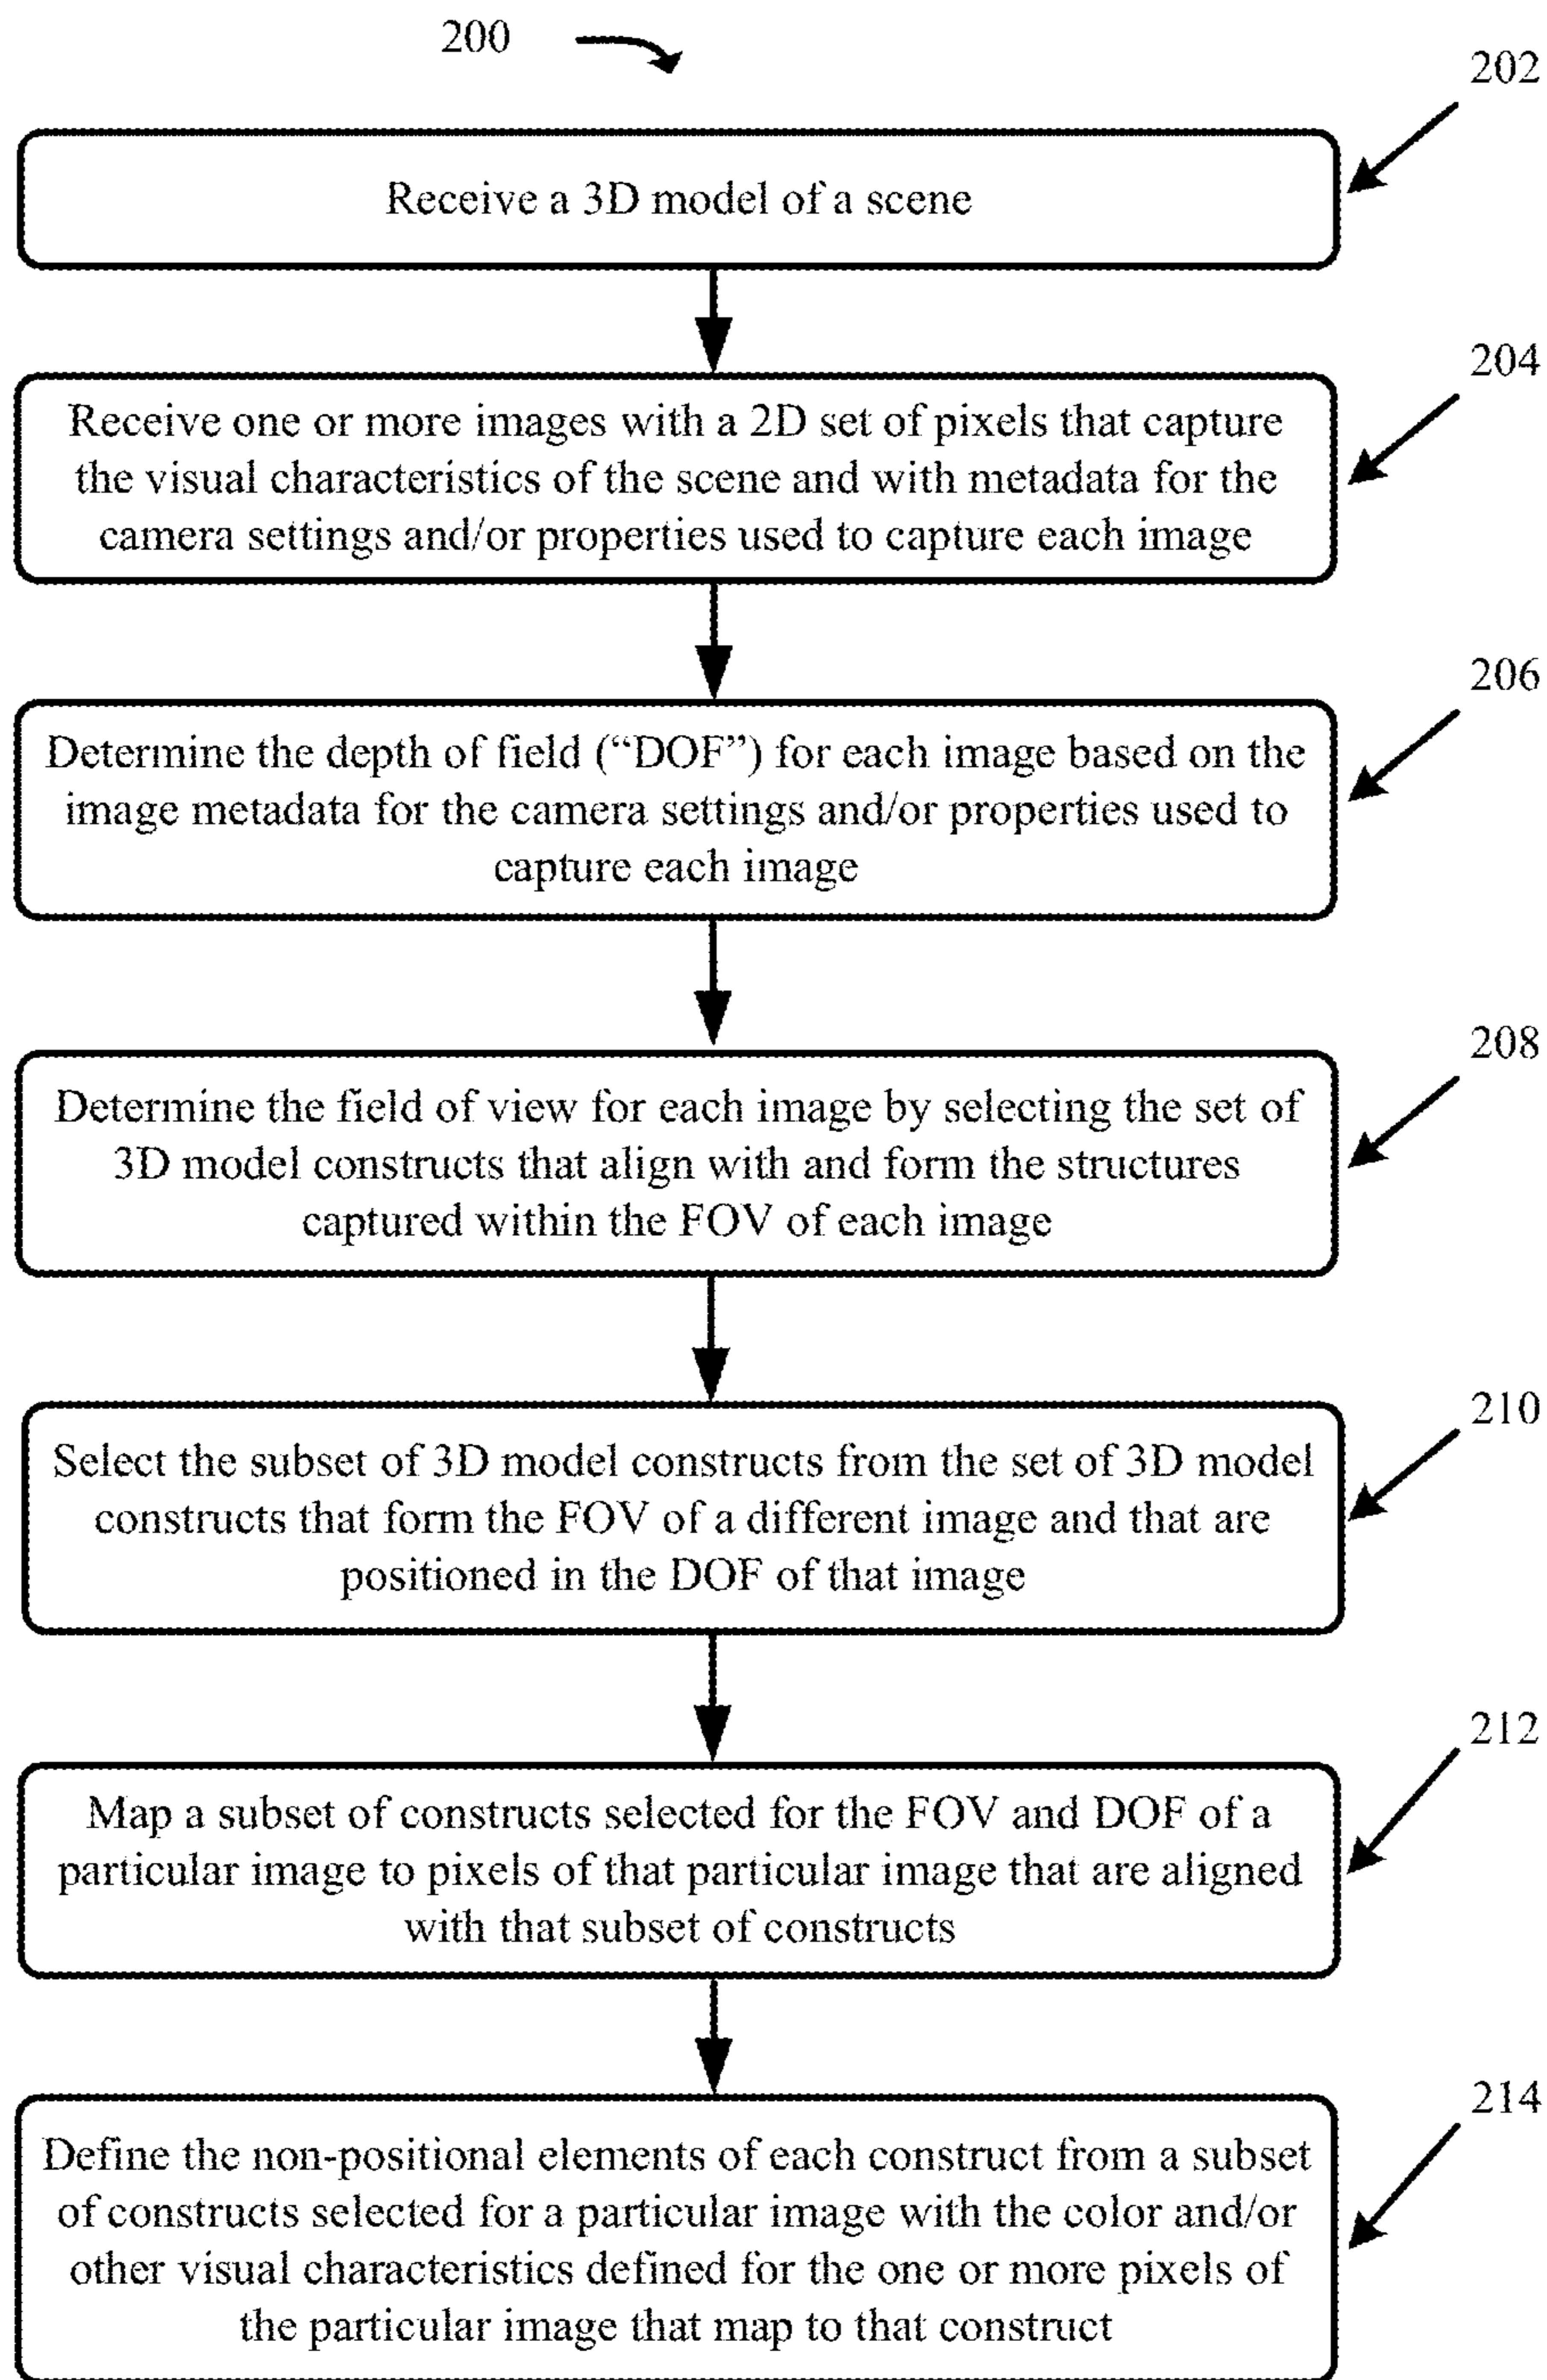 200
202
Receive a 3D model of a scene
204
Receive one or more images with a 2D set of pixels that capture
the visual characteristics of the scene and with metadata for the
camera settings and/or properties used to capture each image
206
Determine the depth of field (“DOF”) for each image based on the
image metadata for the camera settings and/or properties used to
capture each image
208
Determine the field of view for each image by selecting the set of
3D model constructs that align with and form the structures
captured within the FOV of each image
210
Select the subset of 3D model constructs from the set of 3D model
constructs that form the FOV of a different image and that are
positioned in the DOF of that image
212
Map a subset of constructs selected for the FOV and DOF of a
particular image to pixels of that particular image that are aligned
with that subset of constructs
214
Define the non-positional elements of each construct from a subset
of constructs selected for a particular image with the color and/or
other visual characteristics defined for the one or more pixels of
the particular image that map to that construct